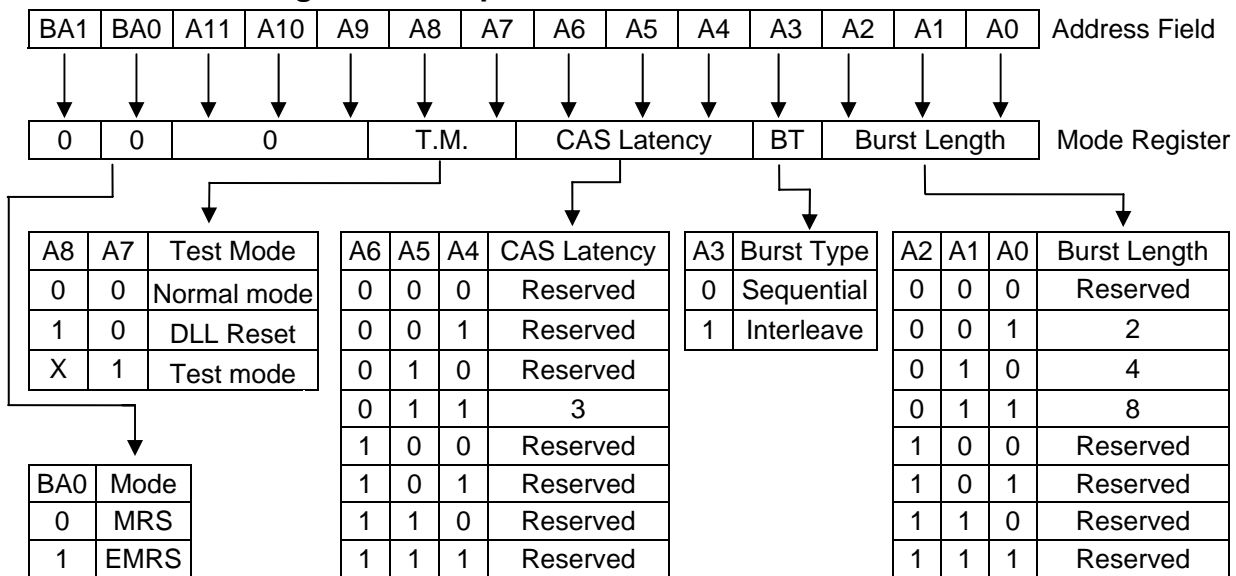 BA1 BA0 A11 A10 A9 A8 A7 A6 A5 A4 A3 A2 A1 A0 Address Field
0 0 0 T.M. CAS Latency BT Burst Length Mode Register
A8 A7 Test Mode
0 0 Normal mode
1 0 DLL Reset
X 1 Test mode
BA0 Mode
0 MRS
1 EMRS
A6 A5 A4 CAS Latency
0 0 0 Reserved
0 0 1 Reserved
0 1 0 Reserved
0 1 1 3
1 0 0 Reserved
1 0 1 Reserved
1 1 0 Reserved
1 1 1 Reserved
A3 Burst Type
0 Sequential
1 Interleave
A2 A1 A0 Burst Length
0 0 0 Reserved
0 0 1 2
0 1 0 4
0 1 1 8
1 0 0 Reserved
1 0 1 Reserved
1 1 0 Reserved
1 1 1 Reserved